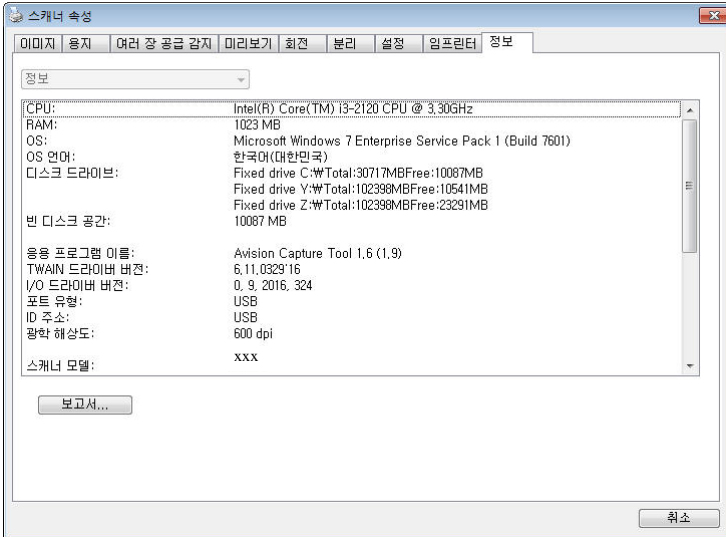 스캐너 속성
이미지 용지 여러 장 공급 감지 미리보기 회전 분리 설정 임프린터 정보
정보
CPU: Intel(R) Core(TM) i3-2120 CPU @ 3.30GHz
RAM: 1023 MB
OS: Microsoft Windows 7 Enterprise Service Pack 1 (Build 7601)
OS 언어: 한국어(대한민국)
디스크 드라이브: Fixed drive C:₩Total:30717MBFree:10087MB
Fixed drive Y:₩Total:102398MBFree:10541MB
Fixed drive Z:₩Total:102398MBFree:23291MB
빈 디스크 공간: 10087 MB
응용 프로그램 이름: Avision Capture Tool 1.6 (1.9)
TWAIN 드라이버 버전: 6.11.0329'16
I/O 드라이버 버전: 0, 9, 2016, 324
포트 유형: USB
ID 주소: USB
광학 해상도: 600 dpi
스캐너 모델: xxx
보고서...
취소